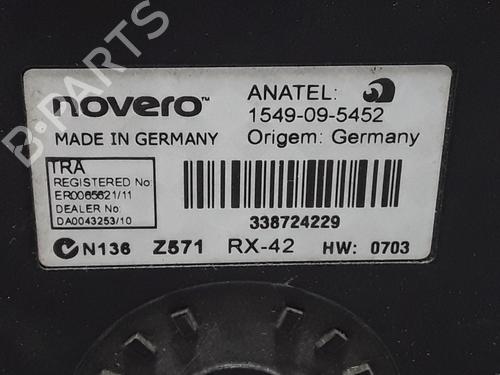 novero™
ANATEL:
1549-09-5452
MADE IN GERMANY
Origem: Germany
TRA
REGISTERED No:
ER0065621/11
DEALER No:
DA0043253/10
338724229
N136 Z571 RX-42 HW: 0703
B-PARTS